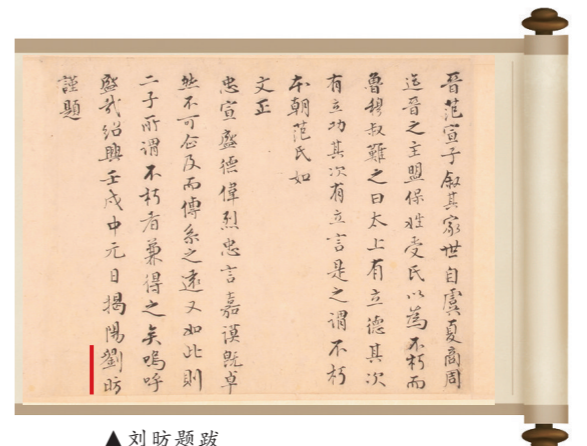 晉范宣子叙其家世自虞夏商周
迄晉之主盟保姓受氏以為不朽而
魯穆叔難之曰太上有立德其次
有立功其次有立言是之謂不朽
本朝范氏如
文正
忠宣盛德偉烈忠言嘉謨既卓
然不可企及而傳系之遠又如此則
二子所謂不朽者兼得之矣嗚呼
盛哉紹興壬戌中元日揭陽劉昉
謹題
▲刘昉题跋